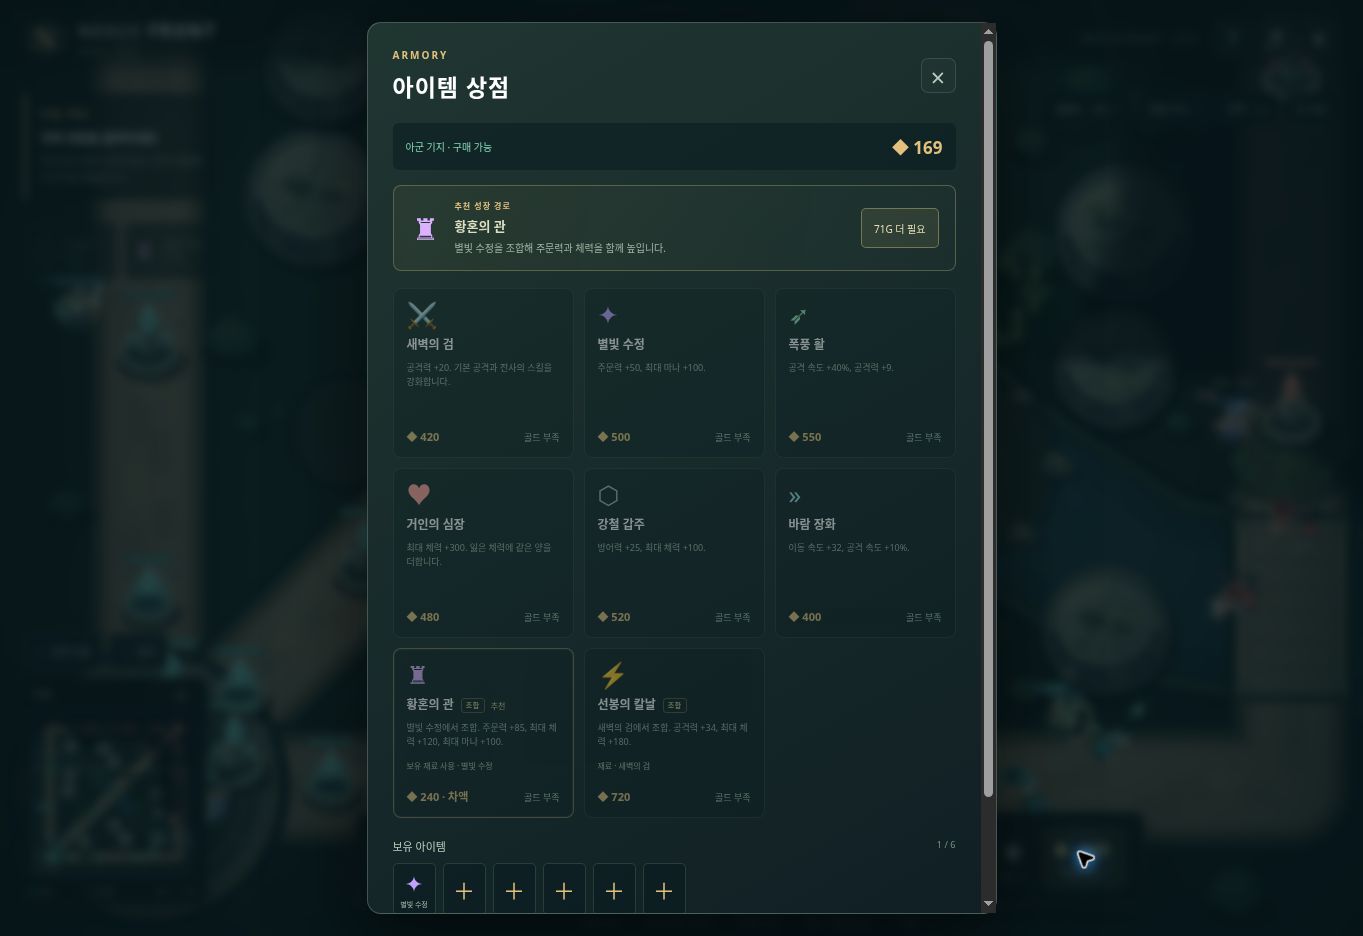 ARMORY
아이템 상점
아군 기지 · 구매 가능
169
추천 성장 경로
황혼의 관
별빛 수정을 조합해 주문력과 체력을 함께 높입니다.
71G 더 필요
새벽의 검
공격력 +20. 기본 공격과 전사의 스킬을
강화합니다.
420 골드 부족
별빛 수정
주문력 +50, 최대 마나 +100.
500 골드 부족
폭풍 활
공격 속도 +40%, 공격력 +9.
550 골드 부족
거인의 심장
최대 체력 +300. 잃은 체력에 같은 양을
더합니다.
480 골드 부족
강철 갑주
방어력 +25, 최대 체력 +100.
520 골드 부족
바람 장화
이동 속도 +32, 공격 속도 +10%.
400 골드 부족
황혼의 관 조합 추천
별빛 수정에서 조합. 주문력 +85, 최대 체
력 +120, 최대 마나 +100.
보유 재료 사용 · 별빛 수정
240 · 차액 골드 부족
선봉의 칼날 조합
새벽의 검에서 조합. 공격력 +34, 최대 체
력 +180.
재료 · 새벽의 검
720 골드 부족
보유 아이템 1 / 6
별빛 수정